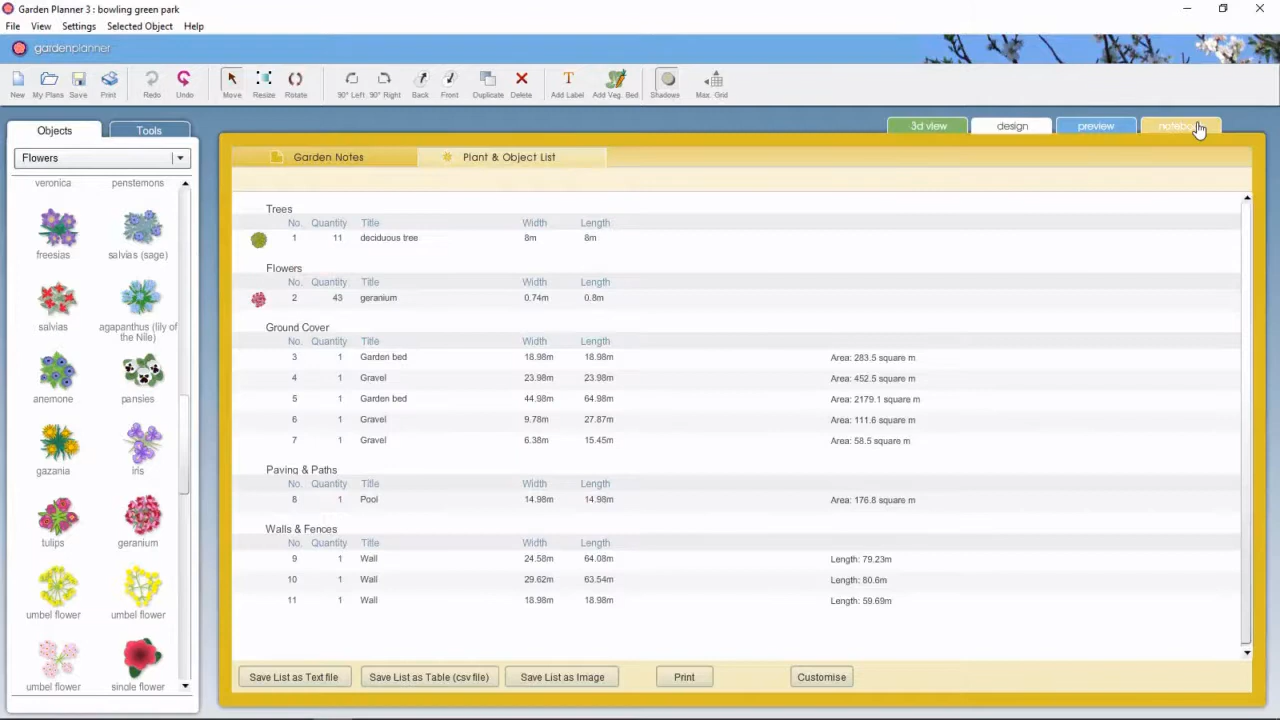 Garden Planner 3 : bowling green park
File View Settings Selected Object Help
gardenplanner
New My Plans Save Print Redo Undo Move Resize Rotate 90° Left 90° Right Back Front Duplicate Delete Add Label Add Veg. Bed Shadows Max. Grid
Objects Tools
3d view design preview
Flowers
Garden Notes Plant & Object List
veronica penstemons
freesias salvias (sage)
salvias agapanthus (lily of
the Nile)
anemone pansies
gazania iris
tulips geranium
umbel flower umbel flower
umbel flower single flower
Trees
No. Quantity Title Width Length
1 11 deciduous tree 8m 8m
Flowers
No. Quantity Title Width Length
2 43 geranium 0.74m 0.8m
Ground Cover
No. Quantity Title Width Length
3 1 Garden bed 18.98m 18.98m Area: 283.5 square m
4 1 Gravel 23.98m 23.98m Area: 452.5 square m
5 1 Garden bed 44.98m 64.98m Area: 2179.1 square m
6 1 Gravel 9.78m 27.87m Area: 111.6 square m
7 1 Gravel 6.38m 15.45m Area: 58.5 square m
Paving & Paths
No. Quantity Title Width Length
8 1 Pool 14.98m 14.98m Area: 176.8 square m
Walls & Fences
No. Quantity Title Width Length
9 1 Wall 24.58m 64.08m Length: 79.23m
10 1 Wall 29.62m 63.54m Length: 80.6m
11 1 Wall 18.98m 18.98m Length: 59.69m
Save List as Text file Save List as Table (csv file) Save List as Image Print Customise